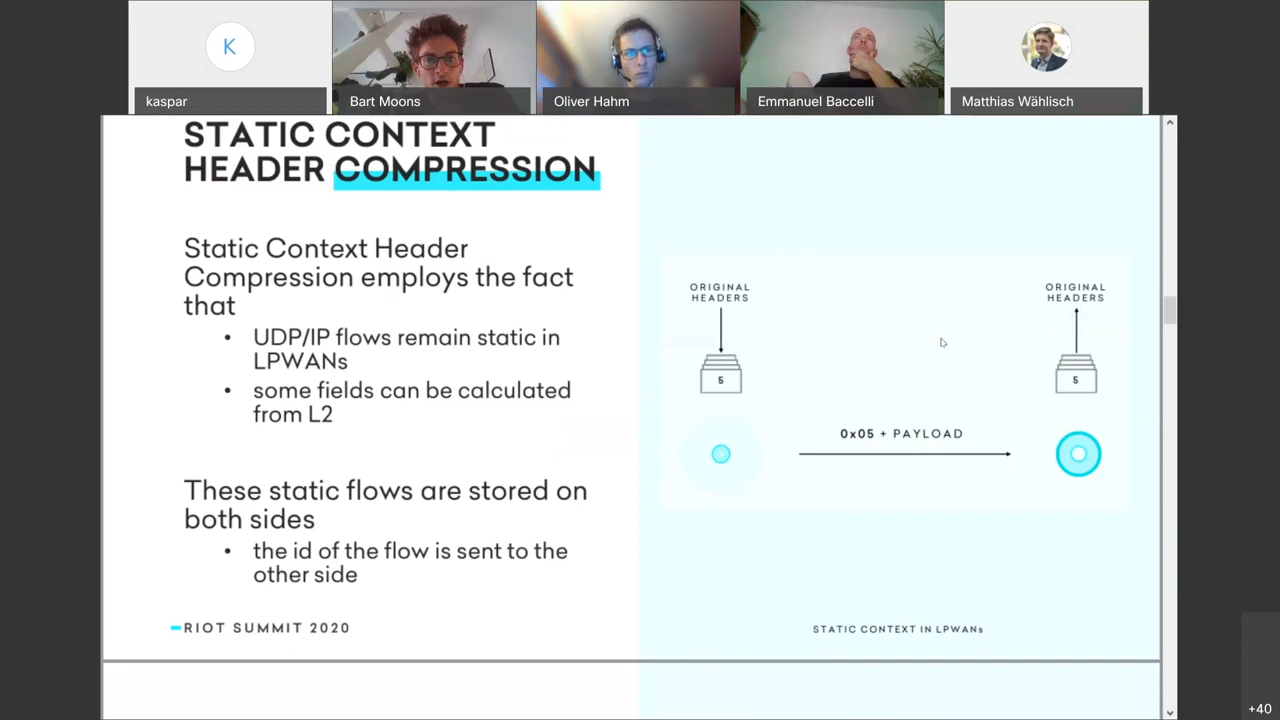 K
kaspar
Bart Moons
Oliver Hahm
Emmanuel Baccelli
Matthias Wählisch
STATIC CONTEXT
HEADER COMPRESSION
Static Context Header
Compression employs the fact
that
• UDP/IP flows remain static in
LPWANs
• some fields can be calculated
from L2
These static flows are stored on
both sides
• the id of the flow is sent to the
other side
RIOT SUMMIT 2020
ORIGINAL
HEADERS
5
ORIGINAL
HEADERS
5
0x05 + PAYLOAD
STATIC CONTEXT IN LPWANs
+40